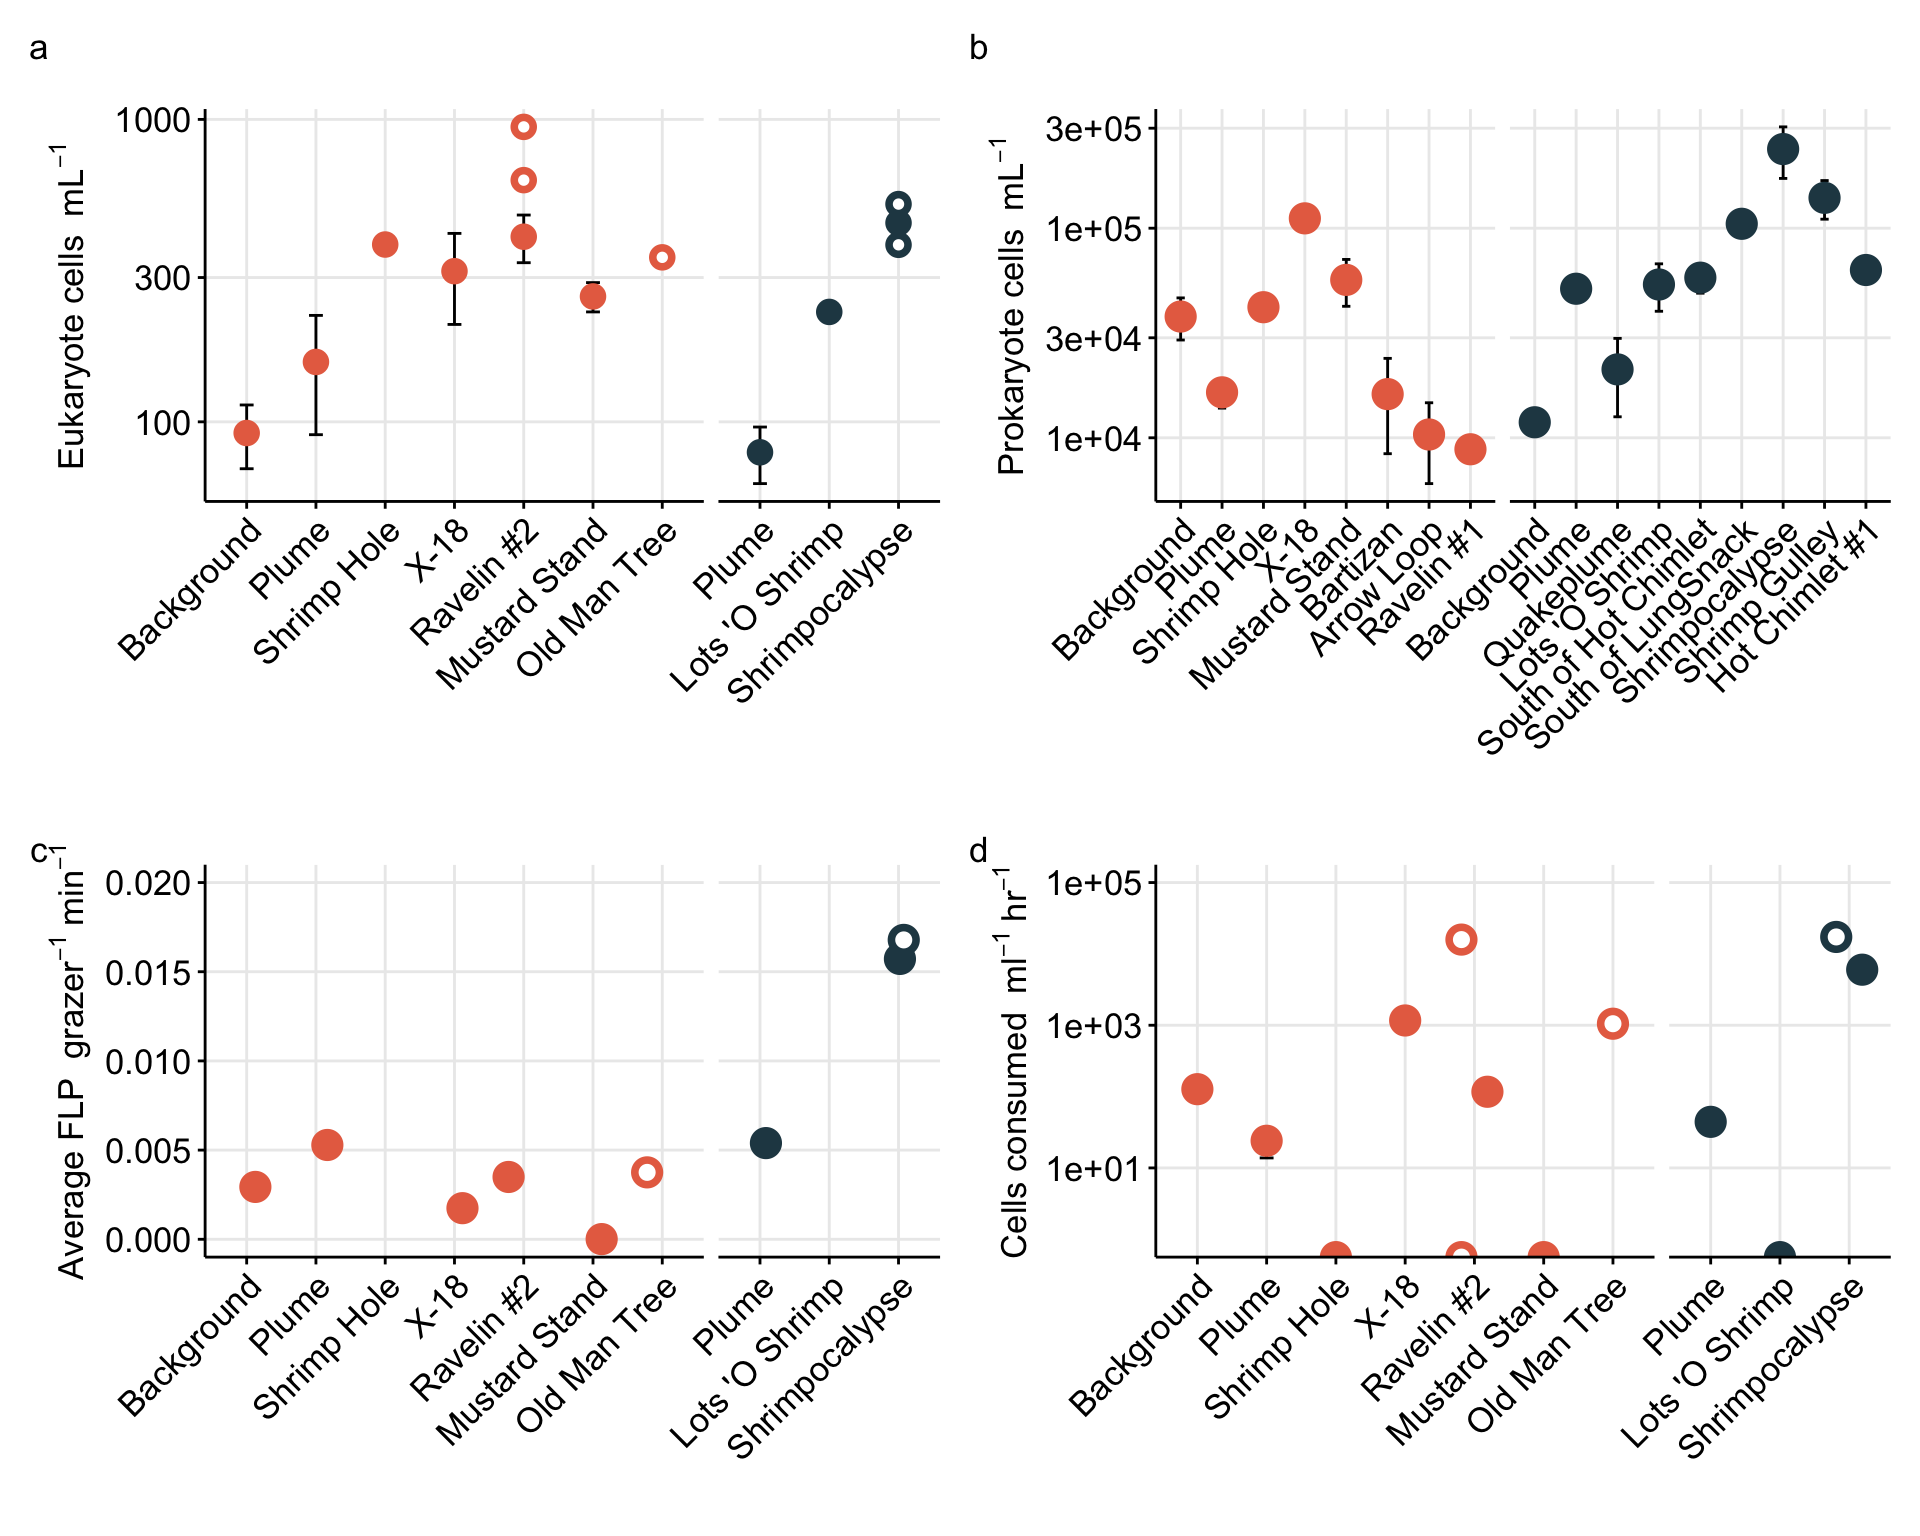 a
Eukaryote cells mL⁻¹
1000
300
100
Background
Plume
Shrimp Hole
X-18
Ravelin #2
Mustard Stand
Old Man Tree
Plume
Lots 'O Shrimp
Shrimpocalypse
b
Prokaryote cells mL⁻¹
3e+05
1e+05
3e+04
1e+04
Background
Plume
Shrimp Hole
X-18
Mustard Stand
Bartizan
Arrow Loop
Ravelin #1
Background
Plume
Quakeplume
Lots 'O Shrimp
South of Hot Chimlet
South of LungSnack
Shrimpocalypse
Shrimp Gulley
Hot Chimlet #1
c
Average FLP grazer⁻¹ min⁻¹
0.020
0.015
0.010
0.005
0.000
Background
Plume
Shrimp Hole
X-18
Ravelin #2
Mustard Stand
Old Man Tree
Plume
Lots 'O Shrimp
Shrimpocalypse
d
Cells consumed ml⁻¹ hr⁻¹
1e+05
1e+03
1e+01
Background
Plume
Shrimp Hole
X-18
Ravelin #2
Mustard Stand
Old Man Tree
Plume
Lots 'O Shrimp
Shrimpocalypse